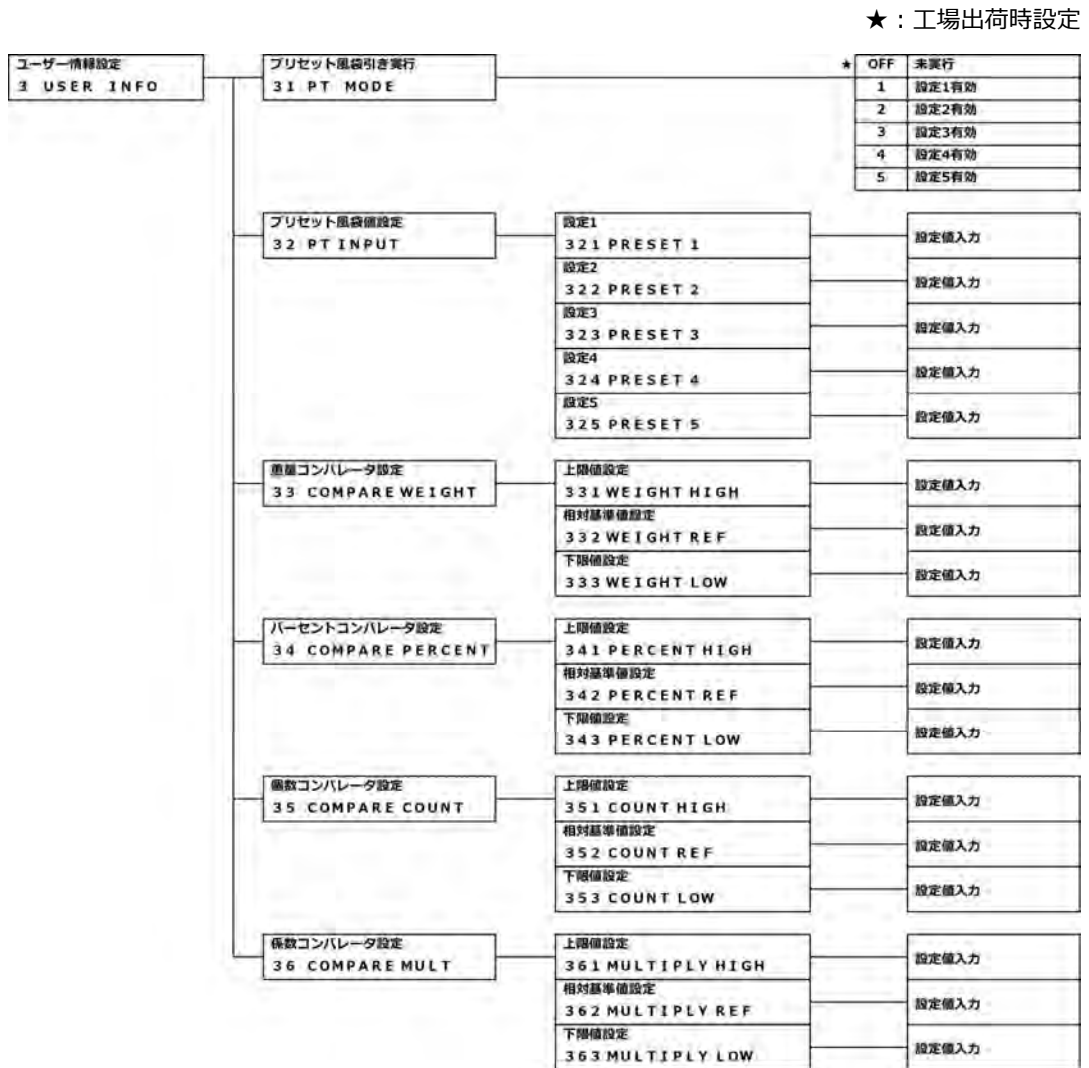 ★：工場出荷時設定
ユーザー情報設定
3 USER INFO
プリセット風袋引き実行
31 PT MODE
★ OFF 未実行
1 設定1有効
2 設定2有効
3 設定3有効
4 設定4有効
5 設定5有効
プリセット風袋値設定
32 PT INPUT
設定1
321 PRESET 1
設定値入力
設定2
322 PRESET 2
設定値入力
設定3
323 PRESET 3
設定値入力
設定4
324 PRESET 4
設定値入力
設定5
325 PRESET 5
設定値入力
重量コンパレータ設定
33 COMPARE WEIGHT
上限値設定
331 WEIGHT HIGH
設定値入力
相対基準値設定
332 WEIGHT REF
設定値入力
下限値設定
333 WEIGHT LOW
設定値入力
パーセントコンパレータ設定
34 COMPARE PERCENT
上限値設定
341 PERCENT HIGH
設定値入力
相対基準値設定
342 PERCENT REF
設定値入力
下限値設定
343 PERCENT LOW
設定値入力
個数コンパレータ設定
35 COMPARE COUNT
上限値設定
351 COUNT HIGH
設定値入力
相対基準値設定
352 COUNT REF
設定値入力
下限値設定
353 COUNT LOW
設定値入力
係数コンパレータ設定
36 COMPARE MULT
上限値設定
361 MULTIPLY HIGH
設定値入力
相対基準値設定
362 MULTIPLY REF
設定値入力
下限値設定
363 MULTIPLY LOW
設定値入力